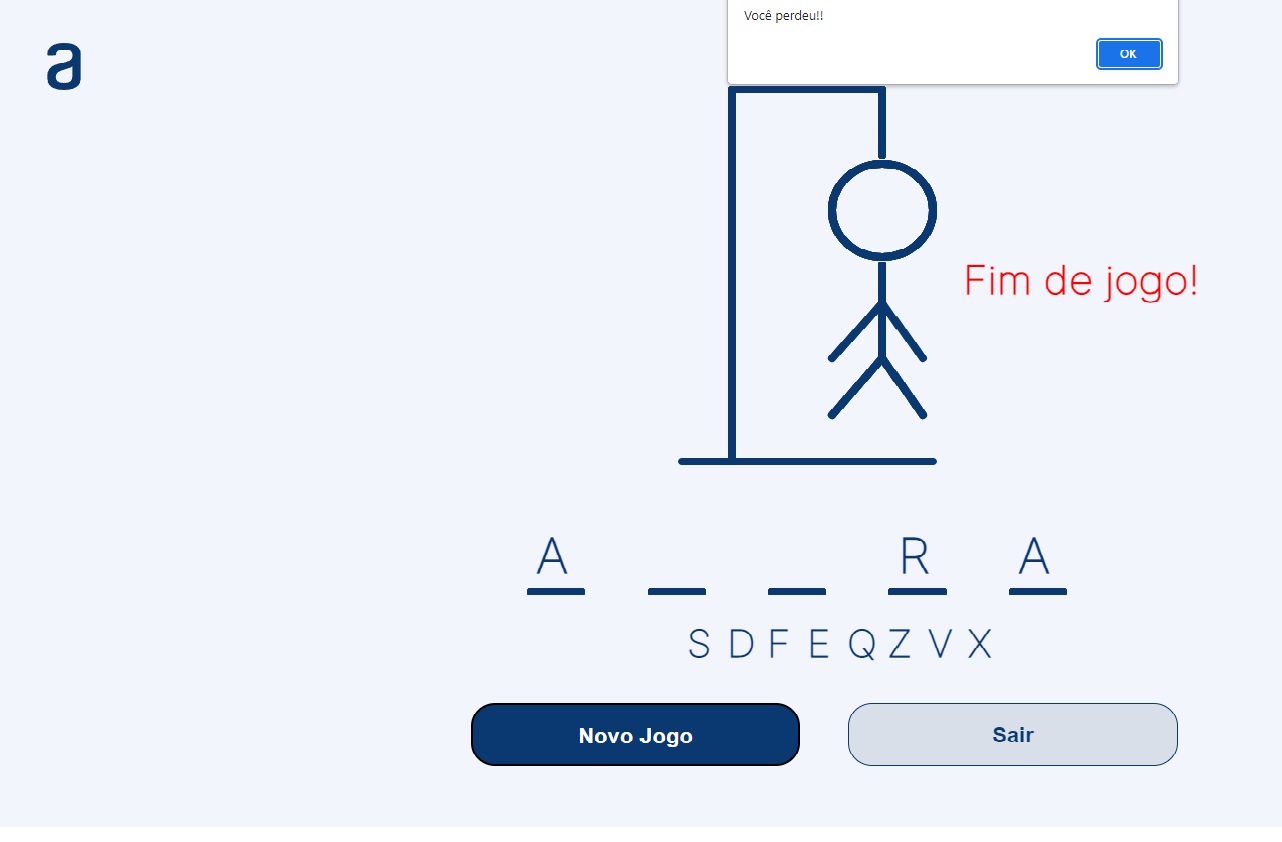 Você perdeu!!
OK
a
Fim de jogo!
A R A
S D F E Q Z V X
Novo Jogo
Sair